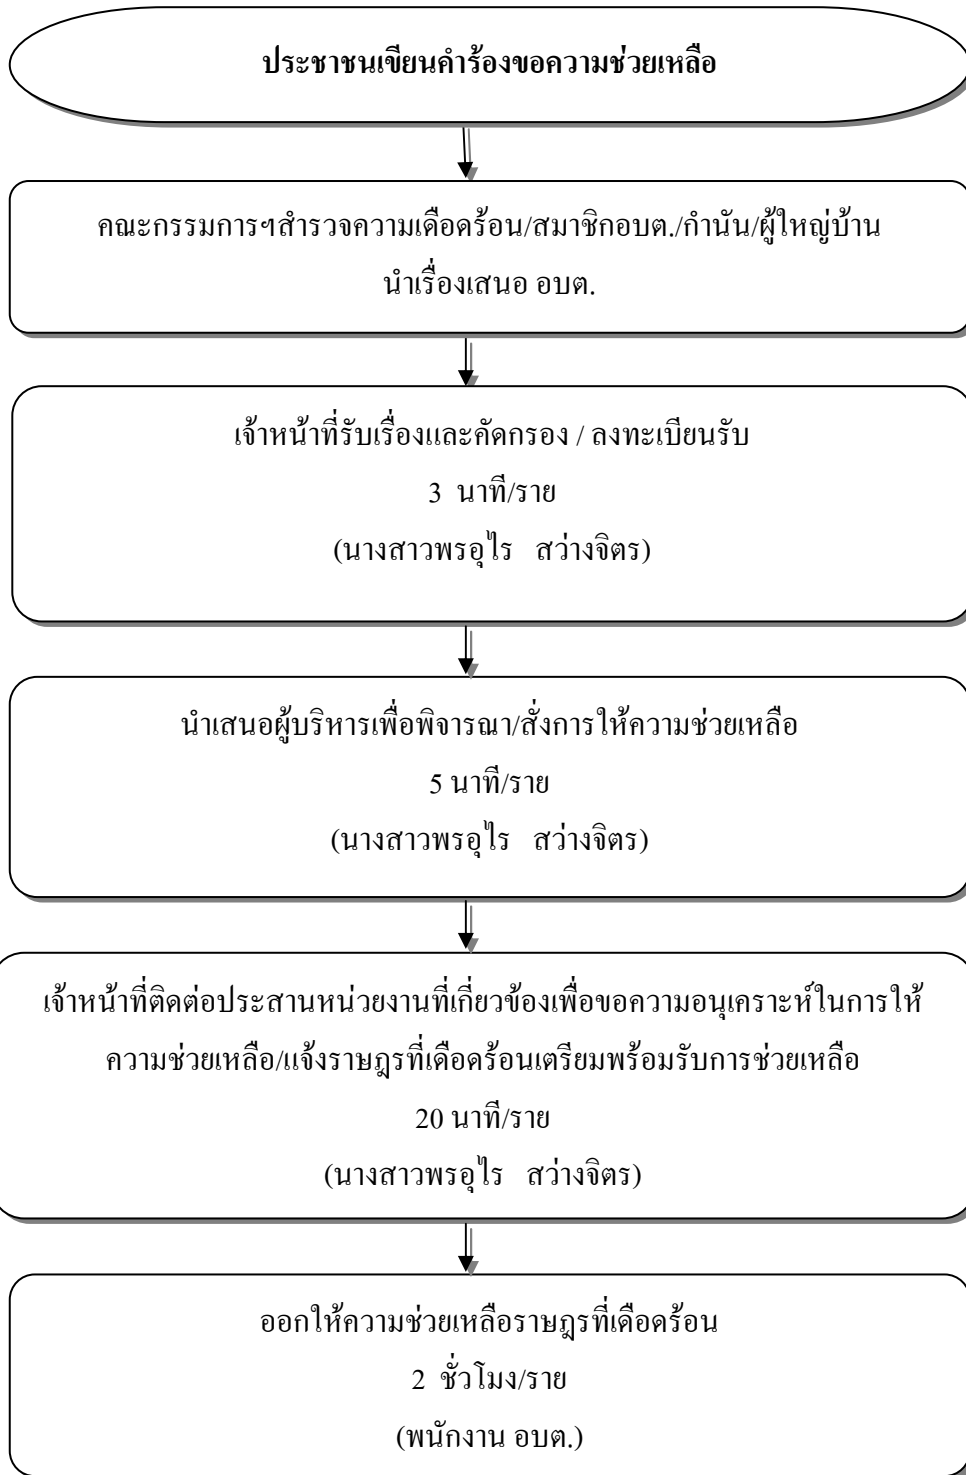 ประชาชนเขียนคำร้องขอความช่วยเหลือ
คณะกรรมการฯสำรวจความเดือดร้อน/สมาชิกอบต./กำนัน/ผู้ใหญ่บ้าน
นำเรื่องเสนอ อบต.
เจ้าหน้าที่รับเรื่องและคัดกรอง / ลงทะเบียนรับ
3 นาที/ราย
(นางสาวพรอุไร สว่างจิตร)
นำเสนอผู้บริหารเพื่อพิจารณา/สั่งการให้ความช่วยเหลือ
5 นาที/ราย
(นางสาวพรอุไร สว่างจิตร)
เจ้าหน้าที่ติดต่อประสานหน่วยงานที่เกี่ยวข้องเพื่อขอความอนุเคราะห์ในการให้
ความช่วยเหลือ/แจ้งราษฎรที่เดือดร้อนเตรียมพร้อมรับการช่วยเหลือ
20 นาที/ราย
(นางสาวพรอุไร สว่างจิตร)
ออกให้ความช่วยเหลือราษฎรที่เดือดร้อน
2 ชั่วโมง/ราย
(พนักงาน อบต.)